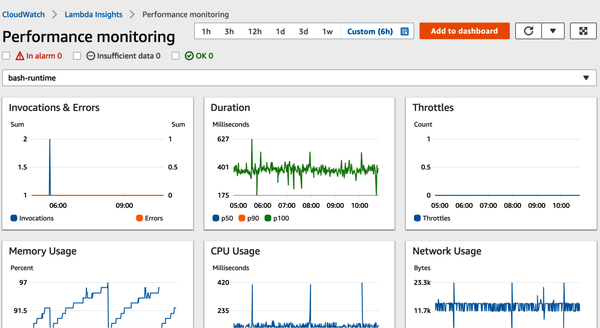 CloudWatch > Lambda Insights > Performance monitoring
Performance monitoring
1h 3h 12h 1d 3d 1w Custom (6h) Add to dashboard
In alarm 0 Insufficient data 0 OK 0
bash-runtime
Invocations & Errors
Sum Sum
2 1
1.5 0.5
1 0
06:00 09:00
Invocations Errors
Duration
Milliseconds
627
401
175
05:00 06:00 07:00 08:00 09:00 10:00
p50 p90 p100
Throttles
Count
1
0.5
0
05:00 06:00 07:00 08:00 09:00 10:00
Throttles
Memory Usage
Percent
97
91.5
CPU Usage
Milliseconds
420
235
Network Usage
Bytes
23.3k
11.7k